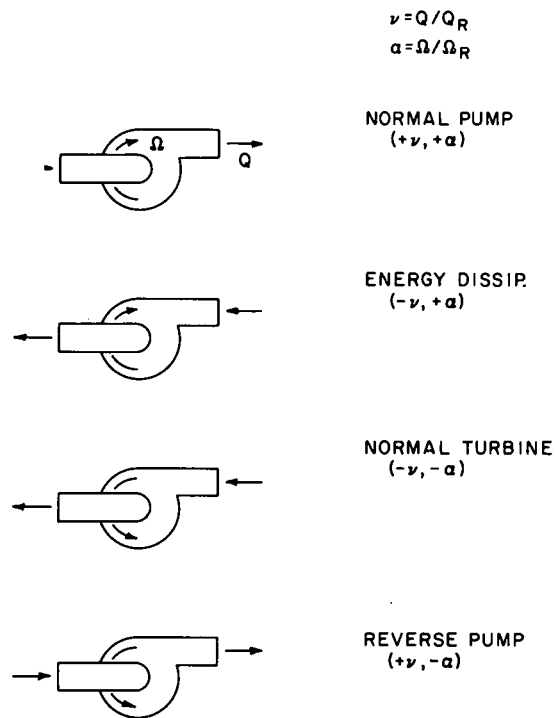 ν=Q/Q_R
α=Ω/Ω_R
Ω
Q
NORMAL PUMP
(+ν,+α)
ENERGY DISSIP.
(-ν,+α)
NORMAL TURBINE
(-ν,-α)
REVERSE PUMP
(+ν,-α)